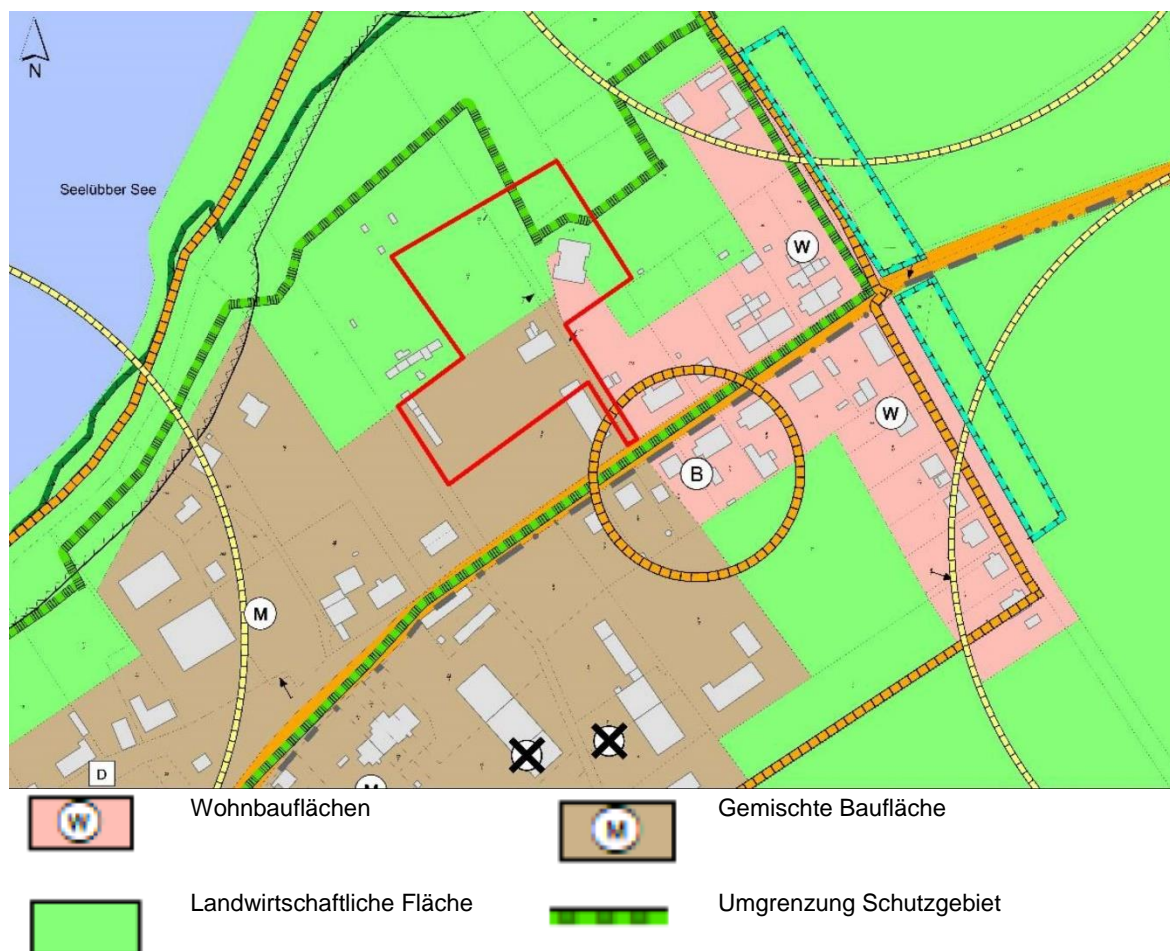 N
Seelübber See
W
W
B
M
D
M
W
Wohnbauflächen
M
Gemischte Baufläche
Landwirtschaftliche Fläche
Umgrenzung Schutzgebiet